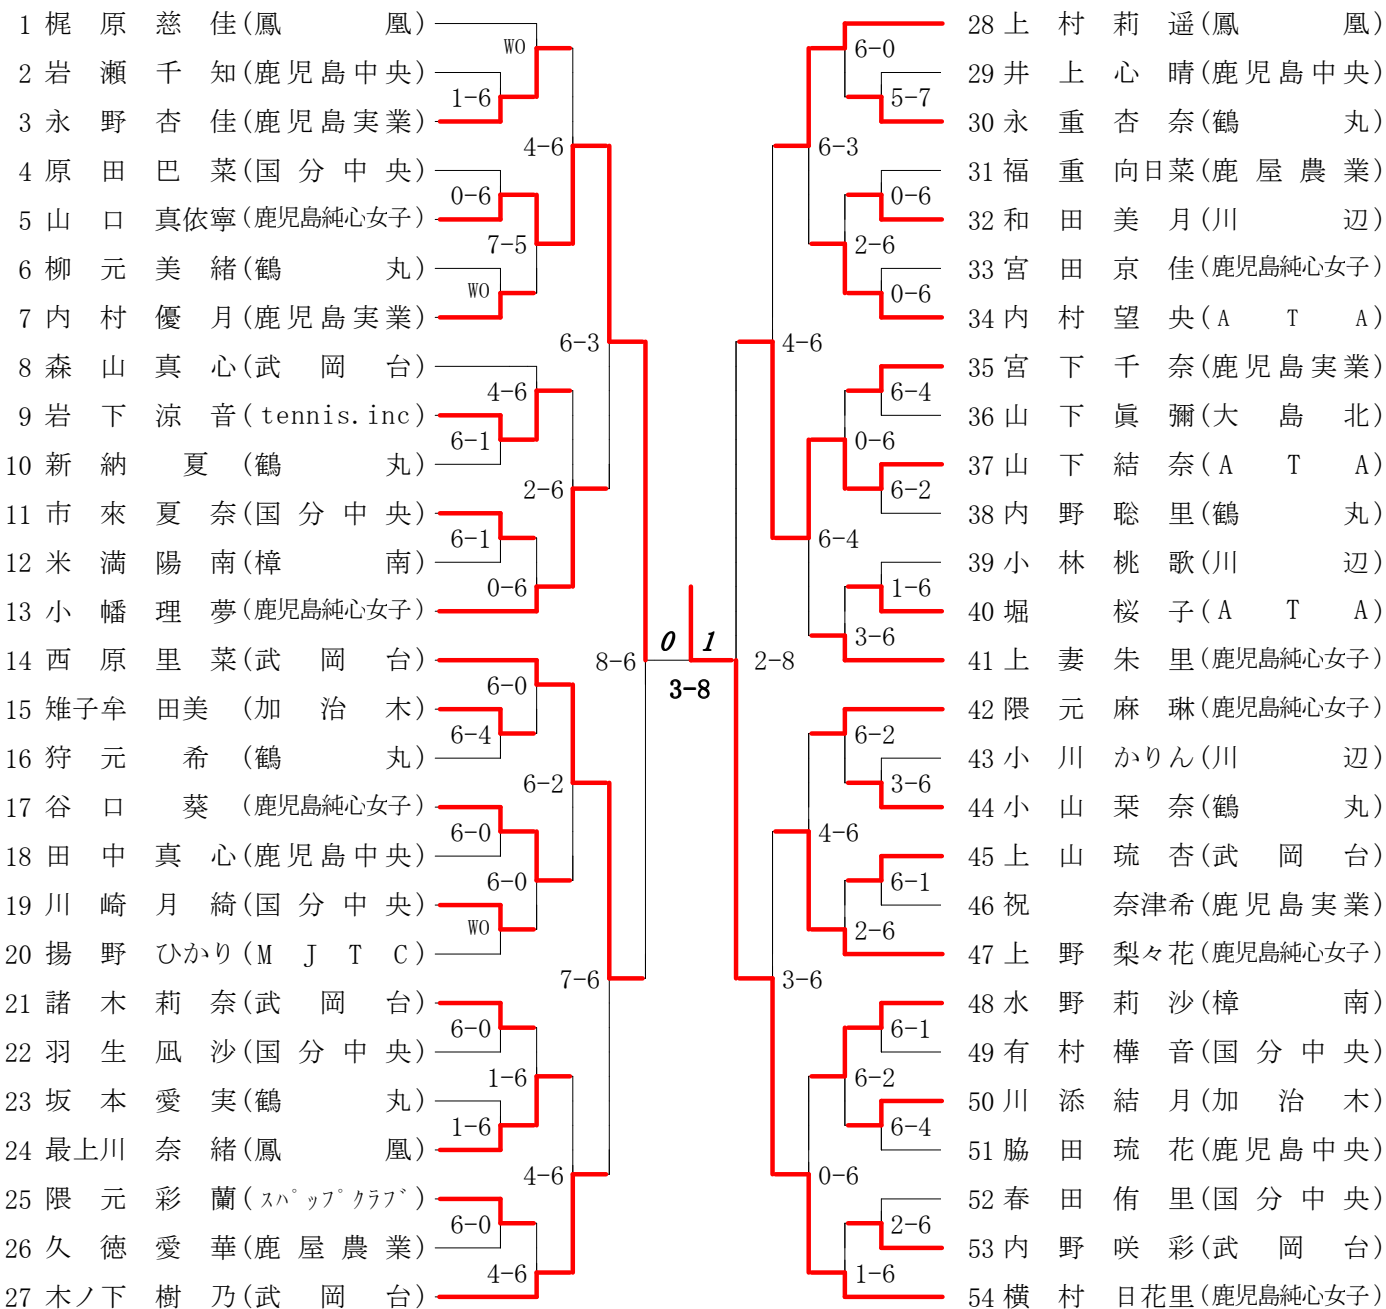 1 梶原慈佳(鳳凰)
2 岩瀬千知(鹿児島中央)
3 永野杏佳(鹿児島実業)
4 原田巴菜(国分中央)
5 山口真依寧(鹿児島純心女子)
6 柳元美緒(鶴丸)
7 内村優月(鹿児島実業)
8 森山真心(武岡台)
9 岩下涼音(tennis.inc)
10 新納夏(鶴丸)
11 市來夏奈(国分中央)
12 米満陽南(樟南)
13 小幡理夢(鹿児島純心女子)
14 西原里菜(武岡台)
15 雉子牟田美(加治木)
16 狩元希(鶴丸)
17 谷口葵(鹿児島純心女子)
18 田中真心(鹿児島中央)
19 川崎月綺(国分中央)
20 揚野ひかり(MJTC)
21 諸木莉奈(武岡台)
22 羽生凪沙(国分中央)
23 坂本愛実(鶴丸)
24 最上川奈緒(鳳凰)
25 隈元彩蘭(スパップクラブ)
26 久徳愛華(鹿屋農業)
27 木ノ下樹乃(武岡台)
WO
1-6
4-6
0-6
7-5
WO
6-3
4-6
6-1
2-6
6-1
0-6
8-6
6-0
6-4
6-2
6-0
6-0
WO
7-6
6-0
1-6
1-6
4-6
6-0
4-6
0 1
3-8
6-0
5-7
6-3
0-6
2-6
0-6
4-6
6-4
0-6
6-2
6-4
1-6
3-6
2-8
6-2
3-6
4-6
6-1
2-6
3-6
6-1
6-2
6-4
0-6
2-6
1-6
28 上村莉遥(鳳凰)
29 井上心晴(鹿児島中央)
30 永重杏奈(鶴丸)
31 福重向日菜(鹿屋農業)
32 和田美月(川辺)
33 宮田京佳(鹿児島純心女子)
34 内村望央(ATA)
35 宮下千奈(鹿児島実業)
36 山下眞彌(大島北)
37 山下結奈(ATA)
38 内野聡里(鶴丸)
39 小林桃歌(川辺)
40 堀桜子(ATA)
41 上妻朱里(鹿児島純心女子)
42 隈元麻琳(鹿児島純心女子)
43 小川かりん(川辺)
44 小山栞奈(鶴丸)
45 上山琉杏(武岡台)
46 祝奈津希(鹿児島実業)
47 上野梨々花(鹿児島純心女子)
48 水野莉沙(樟南)
49 有村樺音(国分中央)
50 川添結月(加治木)
51 脇田琉花(鹿児島中央)
52 春田侑里(国分中央)
53 内野咲彩(武岡台)
54 横村日花里(鹿児島純心女子)